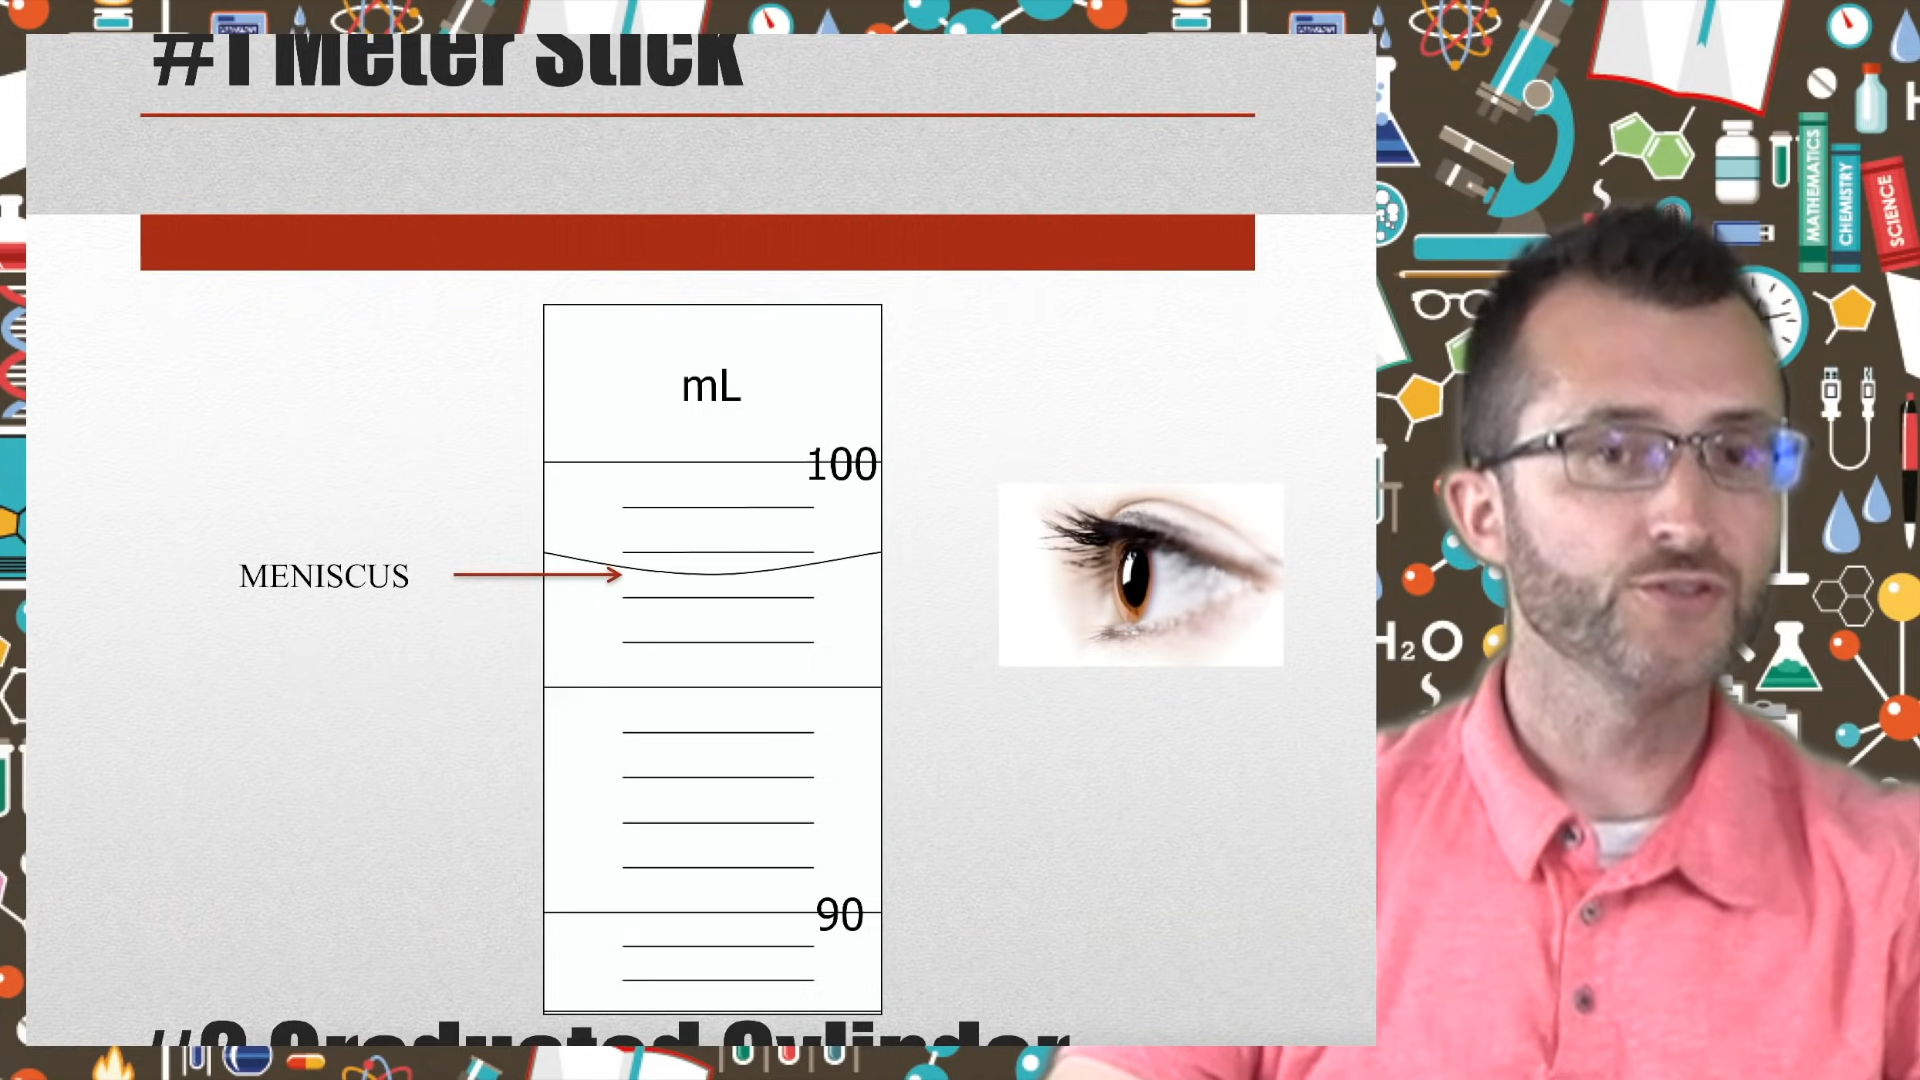 #1 Meter Stick
mL
100
MENISCUS
90
#2 Graduated Cylinder
MATHEMATICS
CHEMISTRY
SCIENCE
H₂O
H